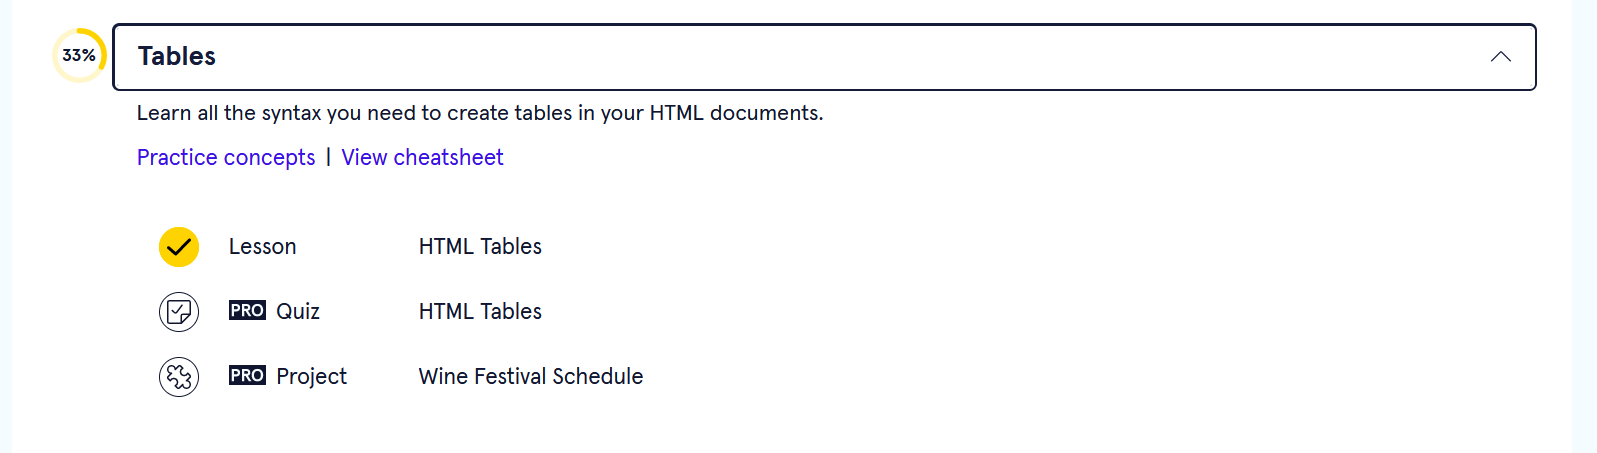 33% Tables
Learn all the syntax you need to create tables in your HTML documents.
Practice concepts | View cheatsheet
Lesson HTML Tables
PRO Quiz HTML Tables
PRO Project Wine Festival Schedule